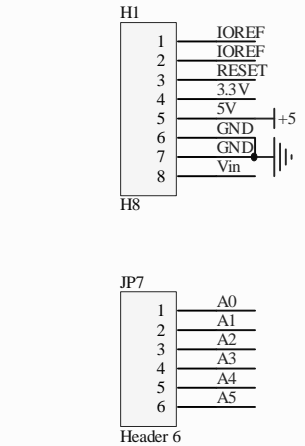 H1
1 IOREF
2 IOREF
3 RESET
4 3.3V
5 5V +5
6 GND
7 GND
8 Vin
H8
JP7
1 A0
2 A1
3 A2
4 A3
5 A4
6 A5
Header 6